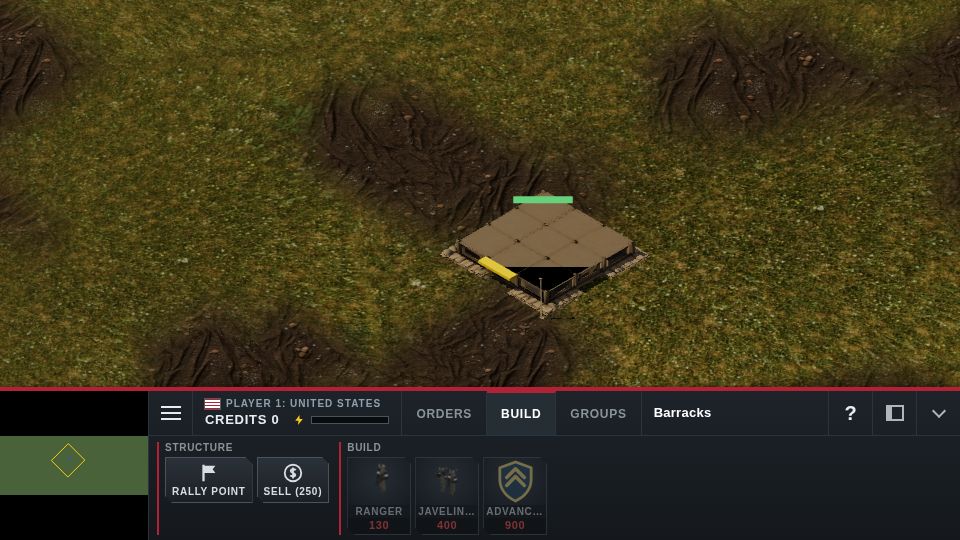 PLAYER 1: UNITED STATES
CREDITS 0
ORDERS
BUILD
GROUPS
Barracks
?
STRUCTURE
RALLY POINT
SELL (250)
BUILD
RANGER
130
JAVELIN...
400
ADVANC...
900